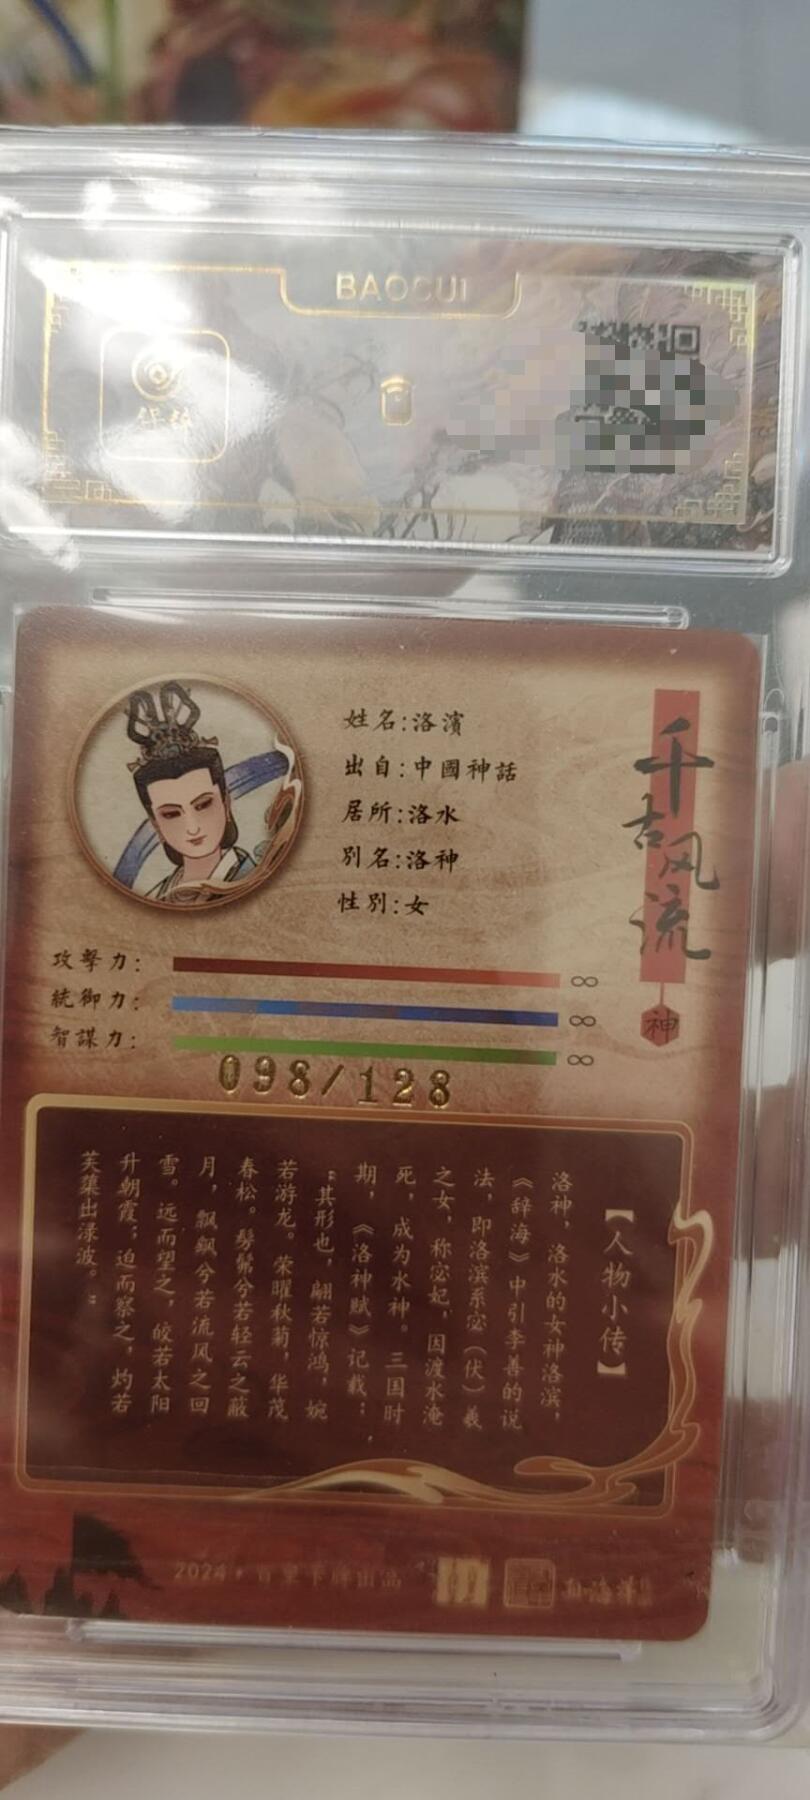 BAOCUI
姓名:洛濱
出自:中國神話
居所:洛水
別名:洛神
性別:女
千古风流
神
攻擊力: ∞
統御力: ∞
智謀力: ∞
098/128
【人物小传】
洛神，洛水的女神洛滨，
《辞海》中引李善的说
法，即洛滨系宓（伏）羲
之女，称宓妃，因渡水淹
死，成为水神。三国时
期，《洛神赋》记载：
“其形也，翩若惊鸿，婉
若游龙。荣曜秋菊，华茂
春松。髣髴兮若轻云之蔽
月，飘飖兮若流风之回
雪。远而望之，皎若太阳
升朝霞；迫而察之，灼若
芙蕖出渌波。”
2024